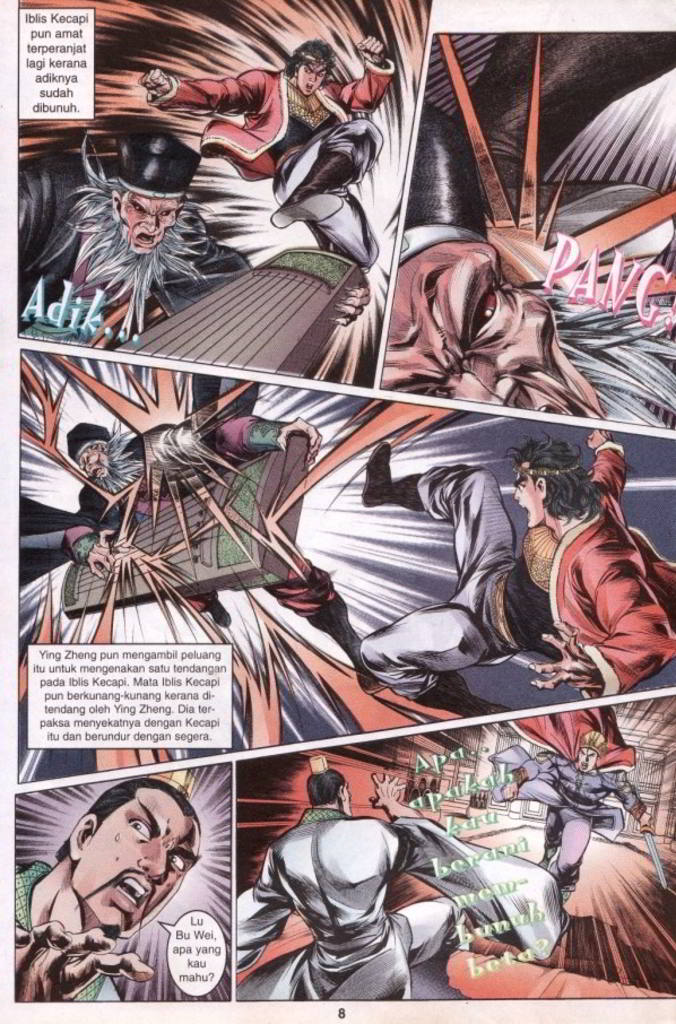 Iblis Kecapi
pun amat
terperanjat
lagi kerana
adiknya
sudah
dibunuh.
Adik...
PANG!
Ying Zheng pun mengambil peluang
itu untuk mengenakan satu tendangan
pada Iblis Kecapi. Mata Iblis Kecapi
pun berkunang-kunang kerana di-
tendang oleh Ying Zheng. Dia ter-
paksa menyekatnya dengan Kecapi
itu dan berundur dengan segera.
Lu
Bu Wei,
apa yang
kau
mahu?
Apa...
apakah
kau
berani
mem-
bunuh
beta?
8